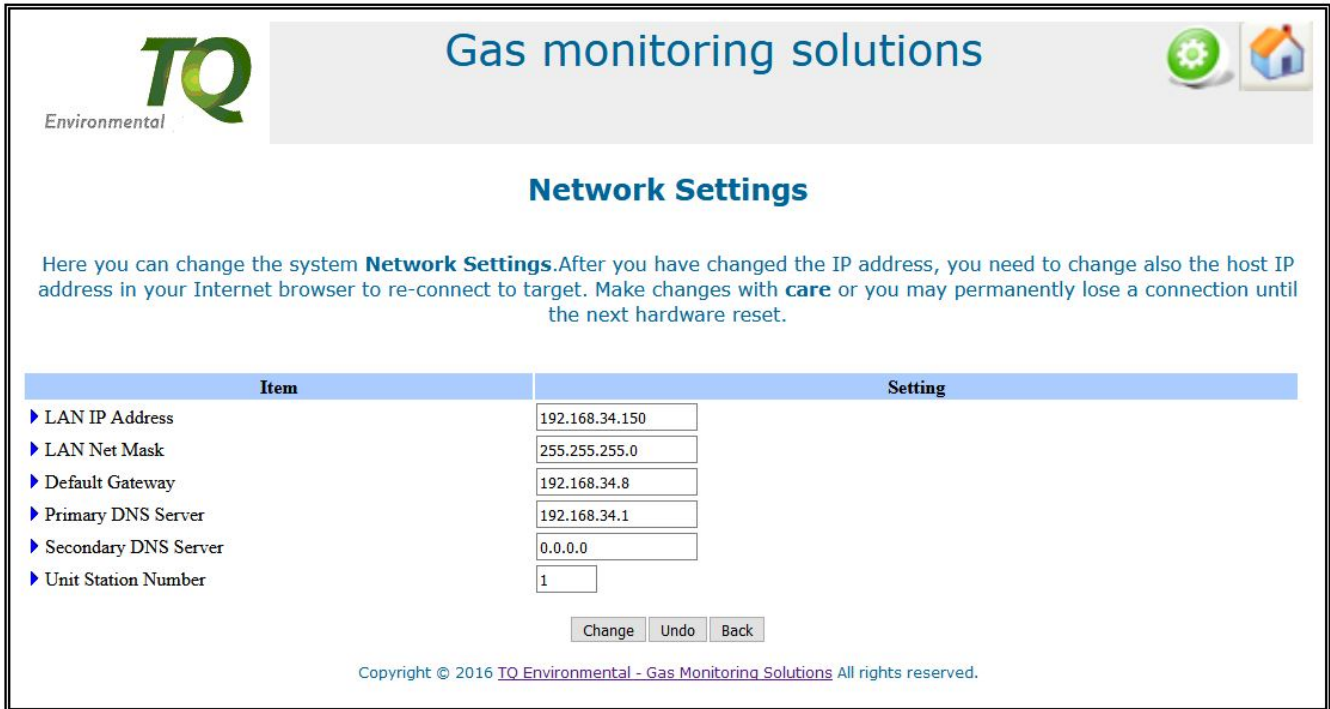 TQ
Environmental
Gas monitoring solutions
Network Settings
Here you can change the system Network Settings.After you have changed the IP address, you need to change also the host IP
address in your Internet browser to re-connect to target. Make changes with care or you may permanently lose a connection until
the next hardware reset.
Item Setting
LAN IP Address 192.168.34.150
LAN Net Mask 255.255.255.0
Default Gateway 192.168.34.8
Primary DNS Server 192.168.34.1
Secondary DNS Server 0.0.0.0
Unit Station Number 1
Change Undo Back
Copyright © 2016 TQ Environmental - Gas Monitoring Solutions All rights reserved.